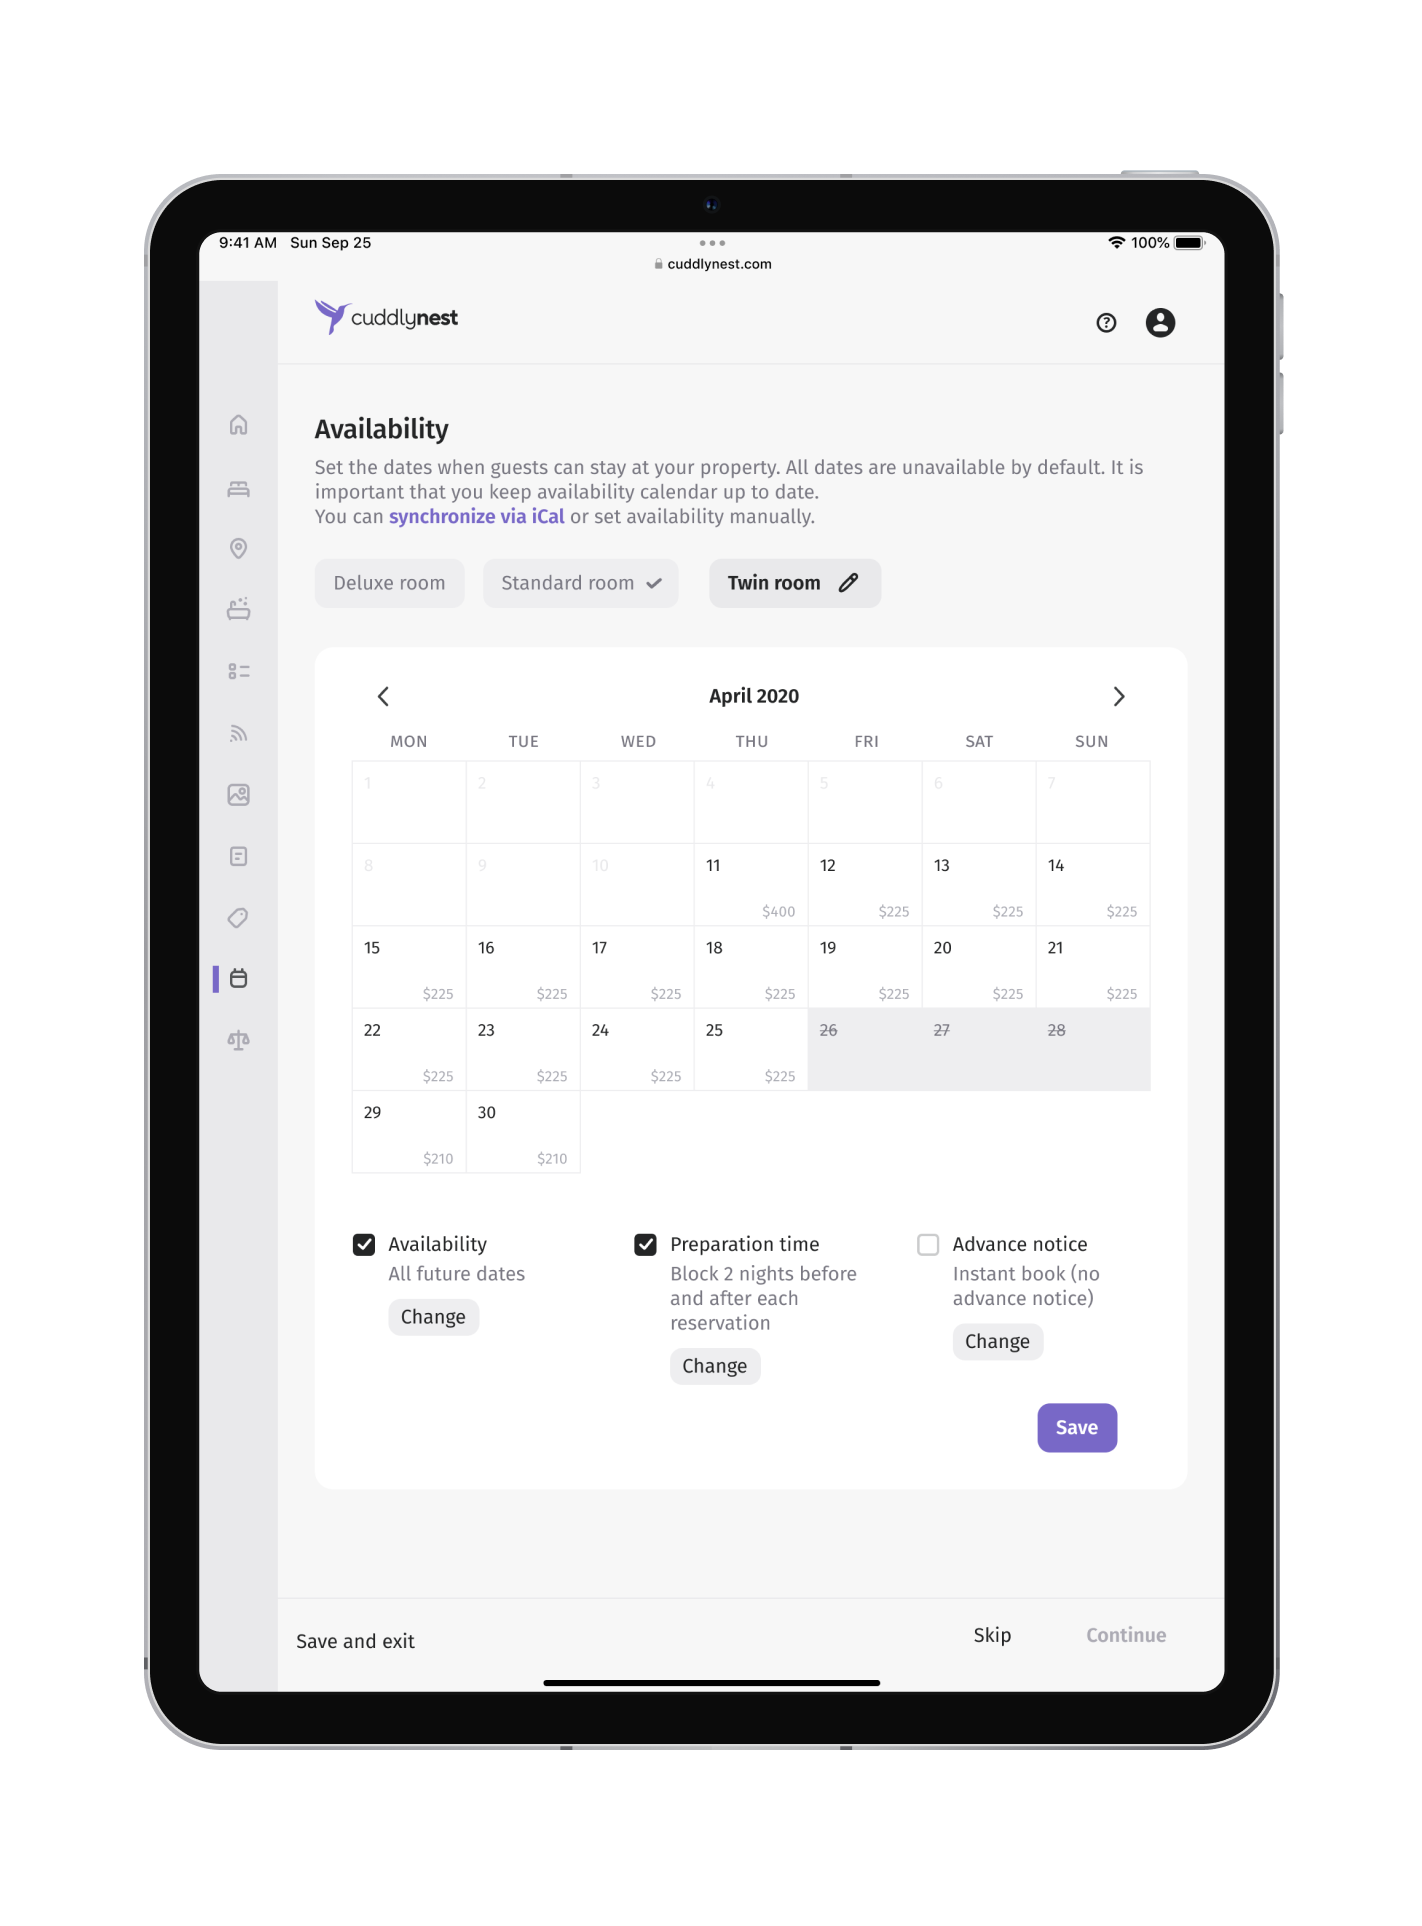 9:41 AM Sun Sep 25
100%
cuddlynest.com
cuddlynest
Availability
Set the dates when guests can stay at your property. All dates are unavailable by default. It is
important that you keep availability calendar up to date.
You can synchronize via iCal or set availability manually.
Deluxe room
Standard room
Twin room
April 2020
MON TUE WED THU FRI SAT SUN
1 2 3 4 5 6 7
8 9 10 11 12 13 14
$400 $225 $225 $225
15 16 17 18 19 20 21
$225 $225 $225 $225 $225 $225 $225
22 23 24 25 26 27 28
$225 $225 $225 $225
29 30
$210 $210
Availability
All future dates
Change
Preparation time
Block 2 nights before
and after each
reservation
Change
Advance notice
Instant book (no
advance notice)
Change
Save
Save and exit
Skip
Continue